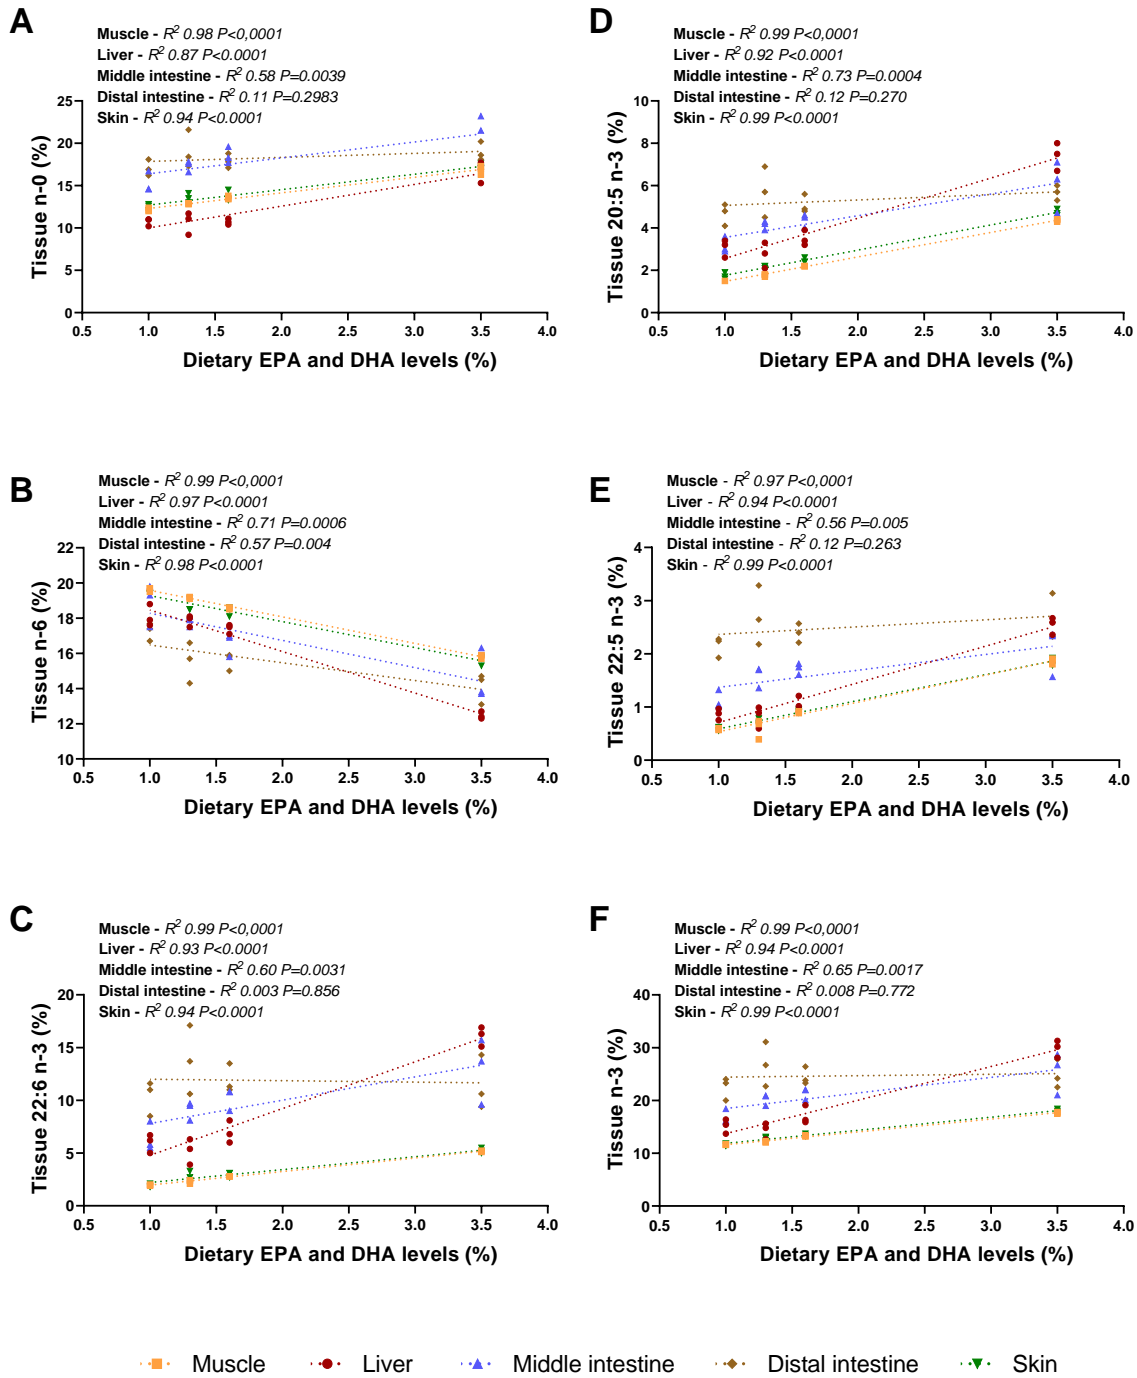 A
Muscle - R2 0.98 P<0,0001
Liver - R2 0.87 P<0.0001
Middle intestine - R2 0.58 P=0.0039
Distal intestine - R2 0.11 P=0.2983
Skin - R2 0.94 P<0.0001
Tissue n-0 (%)
25
20
15
10
5
0
0.5 1.0 1.5 2.0 2.5 3.0 3.5 4.0
Dietary EPA and DHA levels (%)
D
Muscle - R2 0.99 P<0,0001
Liver - R2 0.92 P<0.0001
Middle intestine - R2 0.73 P=0.0004
Distal intestine - R2 0.12 P=0.270
Skin - R2 0.99 P<0.0001
Tissue 20:5 n-3 (%)
10
8
6
4
2
0
0.5 1.0 1.5 2.0 2.5 3.0 3.5 4.0
Dietary EPA and DHA levels (%)
B
Muscle - R2 0.99 P<0,0001
Liver - R2 0.97 P<0.0001
Middle intestine - R2 0.71 P=0.0006
Distal intestine - R2 0.57 P=0.004
Skin - R2 0.98 P<0.0001
Tissue n-6 (%)
22
20
18
16
14
12
10
0.5 1.0 1.5 2.0 2.5 3.0 3.5 4.0
Dietary EPA and DHA levels (%)
E
Muscle - R2 0.97 P<0,0001
Liver - R2 0.94 P<0.0001
Middle intestine - R2 0.56 P=0.005
Distal intestine - R2 0.12 P=0.263
Skin - R2 0.99 P<0.0001
Tissue 22:5 n-3 (%)
4
3
2
1
0
0.5 1.0 1.5 2.0 2.5 3.0 3.5 4.0
Dietary EPA and DHA levels (%)
C
Muscle - R2 0.99 P<0,0001
Liver - R2 0.93 P<0.0001
Middle intestine - R2 0.60 P=0.0031
Distal intestine - R2 0.003 P=0.856
Skin - R2 0.94 P<0.0001
Tissue 22:6 n-3 (%)
20
15
10
5
0
0.5 1.0 1.5 2.0 2.5 3.0 3.5 4.0
Dietary EPA and DHA levels (%)
F
Muscle - R2 0.99 P<0,0001
Liver - R2 0.94 P<0.0001
Middle intestine - R2 0.65 P=0.0017
Distal intestine - R2 0.008 P=0.772
Skin - R2 0.99 P<0.0001
Tissue n-3 (%)
40
30
20
10
0
0.5 1.0 1.5 2.0 2.5 3.0 3.5 4.0
Dietary EPA and DHA levels (%)
Muscle Liver Middle intestine Distal intestine Skin